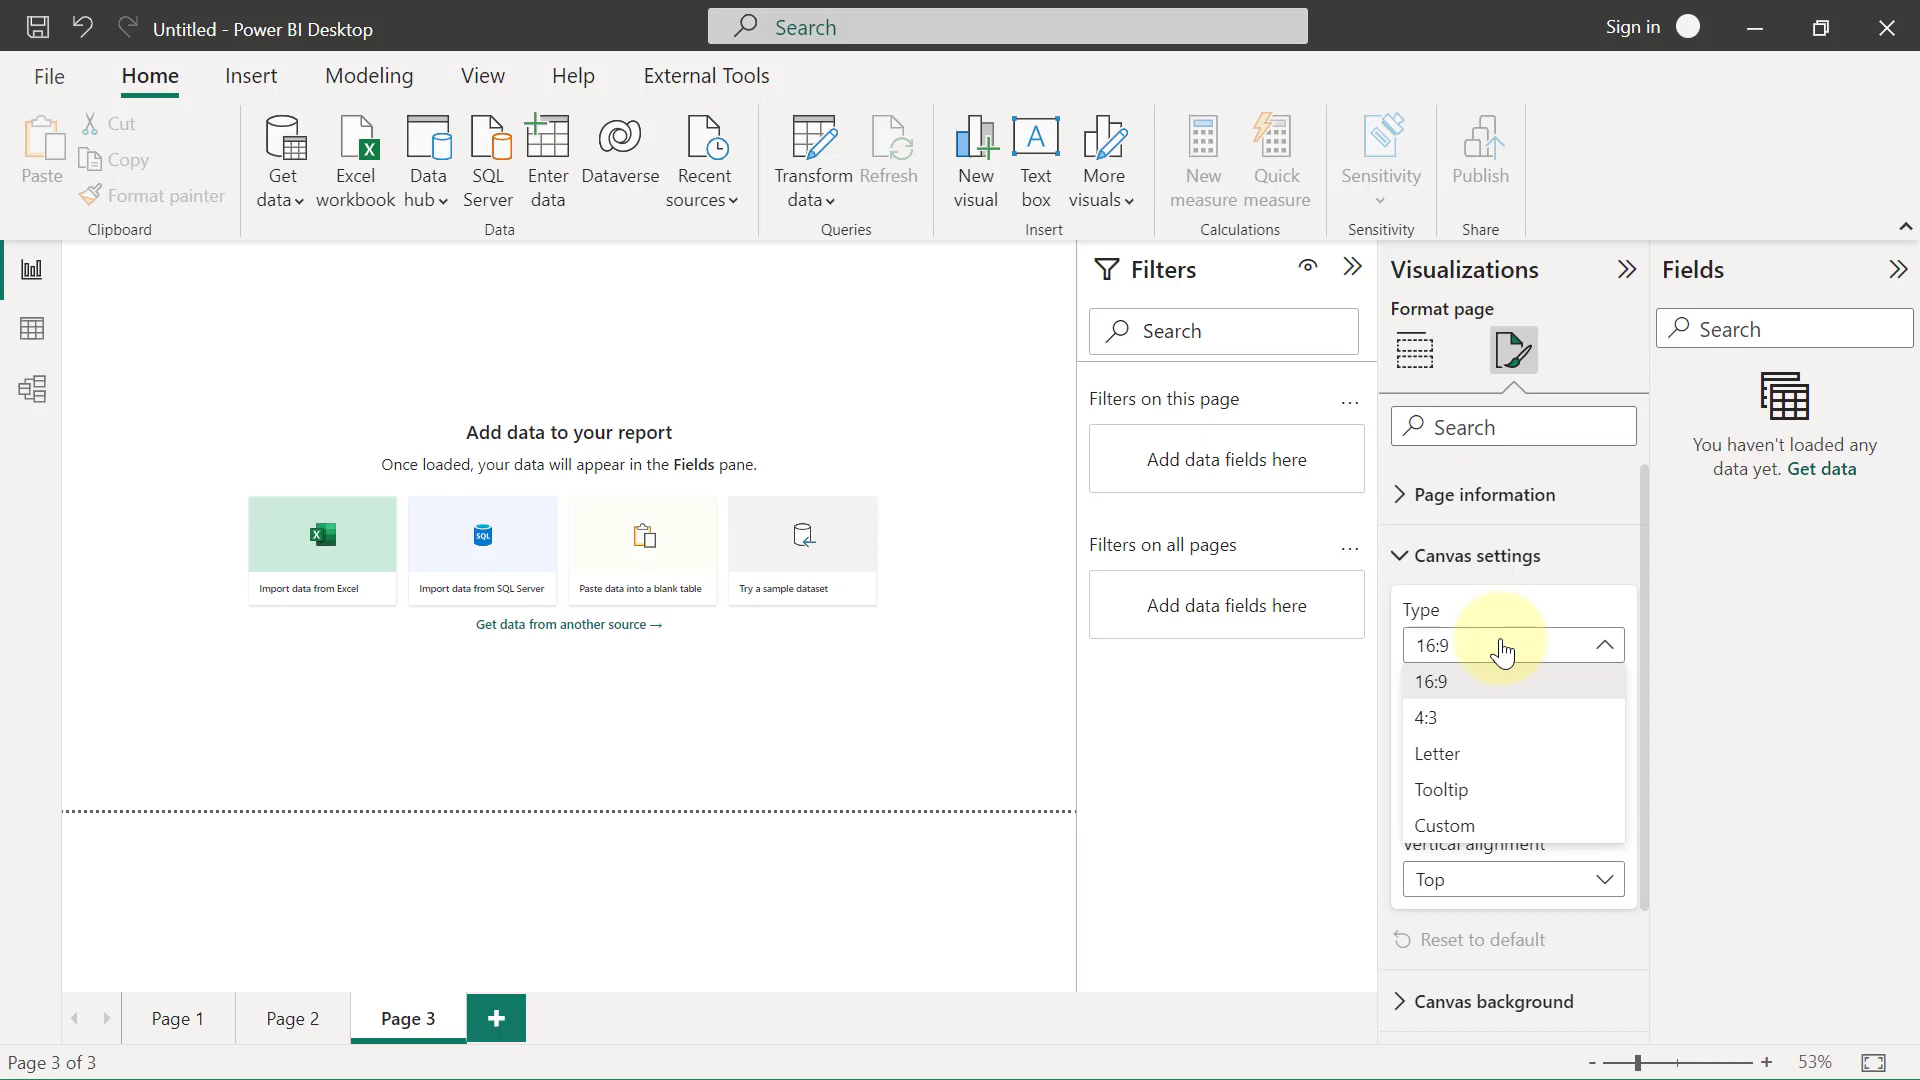 Untitled - Power BI Desktop
Search
Sign in
File
Home
Insert
Modeling
View
Help
External Tools
Paste
Cut
Copy
Format painter
Clipboard
Get data
Excel workbook
Data hub
SQL Server
Enter data
Dataverse
Recent sources
Data
Transform data
Refresh
Queries
New visual
A
Text box
More visuals
Insert
New measure
Quick measure
Calculations
Sensitivity
Sensitivity
Publish
Share
Add data to your report
Once loaded, your data will appear in the Fields pane.
SQL
Import data from Excel
Import data from SQL Server
Paste data into a blank table
Try a sample dataset
Get data from another source →
Filters
Search
Filters on this page
...
Add data fields here
Filters on all pages
...
Add data fields here
Visualizations
Format page
Search
Page information
Canvas settings
Type
16:9
16:9
4:3
Letter
Tooltip
Custom
Vertical alignment
Top
Reset to default
Canvas background
Fields
Search
You haven't loaded any
data yet. Get data
Page 1
Page 2
Page 3
Page 3 of 3
53%